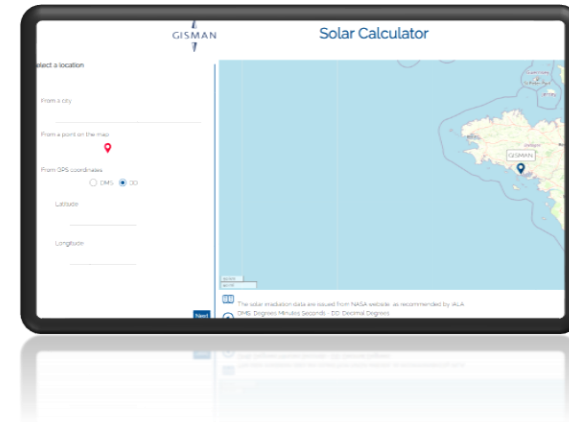 GISMAN
Solar Calculator
elect a location
From a city
From a point on the map
From GPS coordinates
DMS DD
Latitude
Longitude
Next
GISMAN
The solar irradiation data are issued from NASA website, as recommended by IALA
DMS: Degrees Minutes Seconds - DD: Decimal Degrees